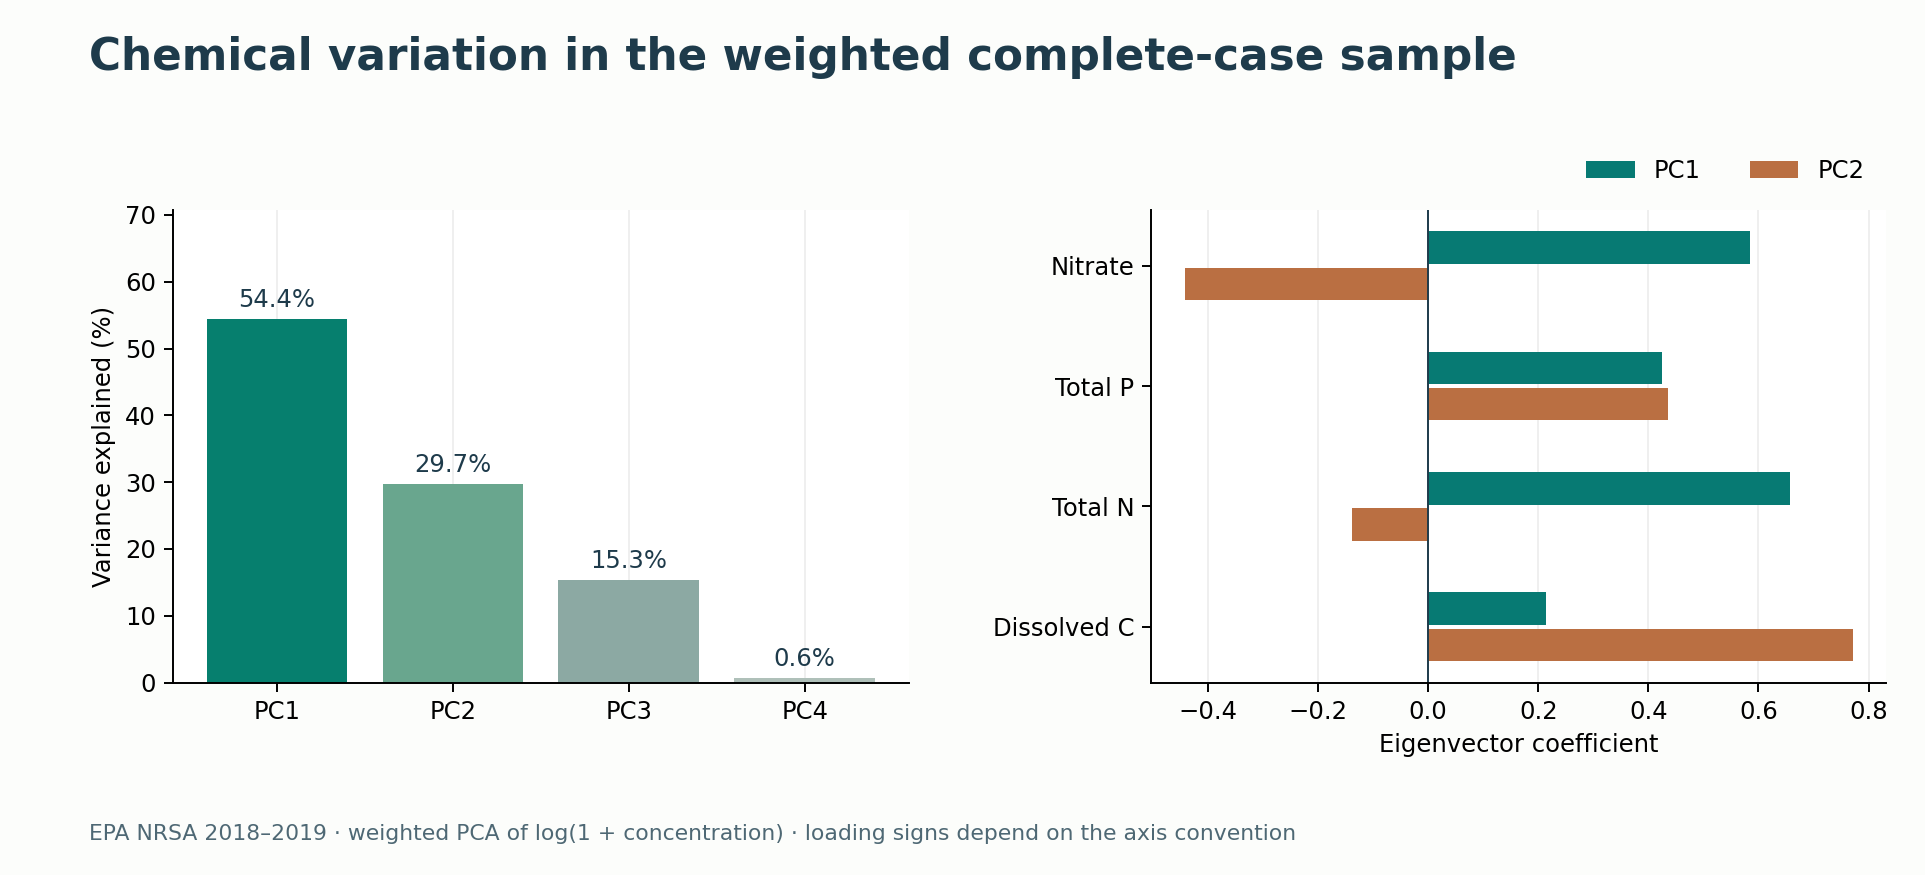 Chemical variation in the weighted complete-case sample
Variance explained (%)
70
60
50
40
30
20
10
0
54.4%
29.7%
15.3%
0.6%
PC1
PC2
PC3
PC4
PC1
PC2
Nitrate
Total P
Total N
Dissolved C
−0.4
−0.2
0.0
0.2
0.4
0.6
0.8
Eigenvector coefficient
EPA NRSA 2018–2019 · weighted PCA of log(1 + concentration) · loading signs depend on the axis convention